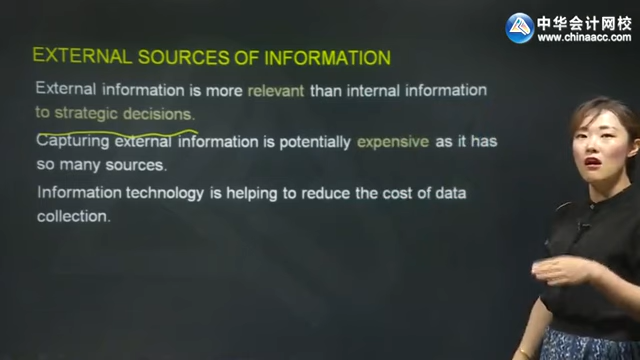 中华会计网校
www.chinaacc.com
EXTERNAL SOURCES OF INFORMATION
External information is more relevant than internal information
to strategic decisions.
Capturing external information is potentially expensive as it has
so many sources.
Information technology is helping to reduce the cost of data
collection.